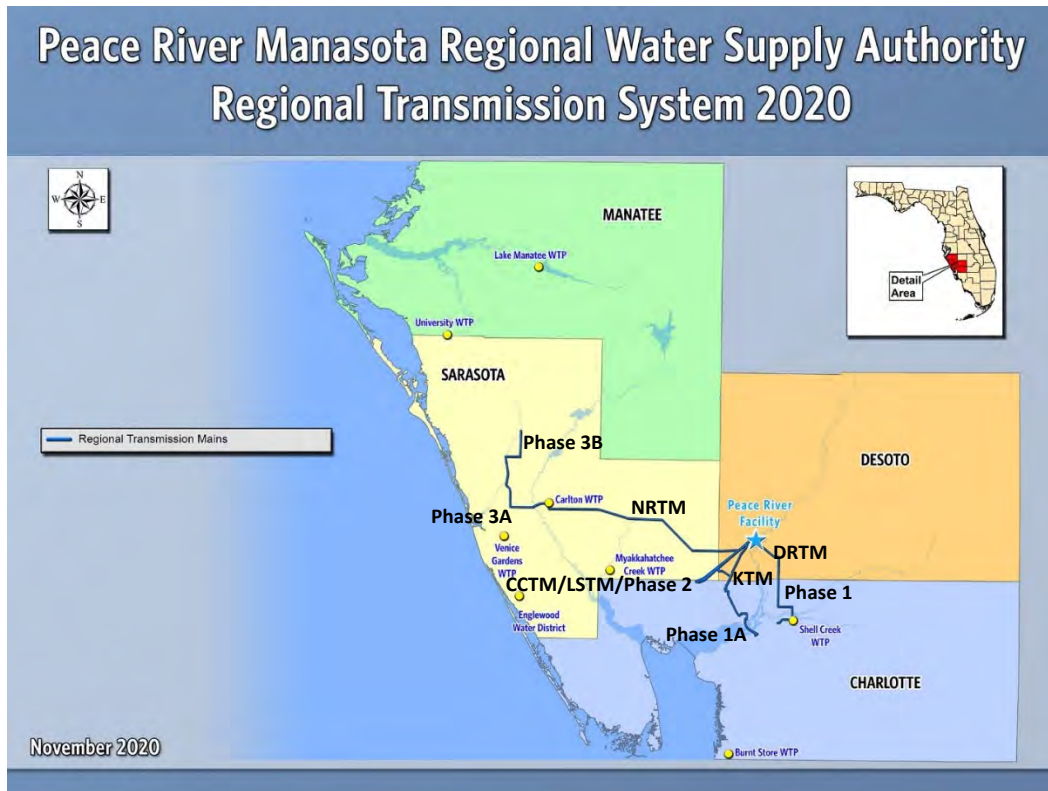 Peace River Manasota Regional Water Supply Authority
Regional Transmission System 2020
N
W E
S
MANATEE
Lake Manatee WTP
Detail
Area
University WTP
SARASOTA
Regional Transmission Mains
Phase 3B
DESOTO
Carlton WTP
NRTM
Peace River
Facility
Phase 3A
Venice
Gardens
WTP
Myakkahatchee
Creek WTP
DRTM
CCTM/LSTM/Phase 2
KTM
Phase 1
Englewood
Water District
Phase 1A
Shell Creek
WTP
CHARLOTTE
November 2020
Burnt Store WTP